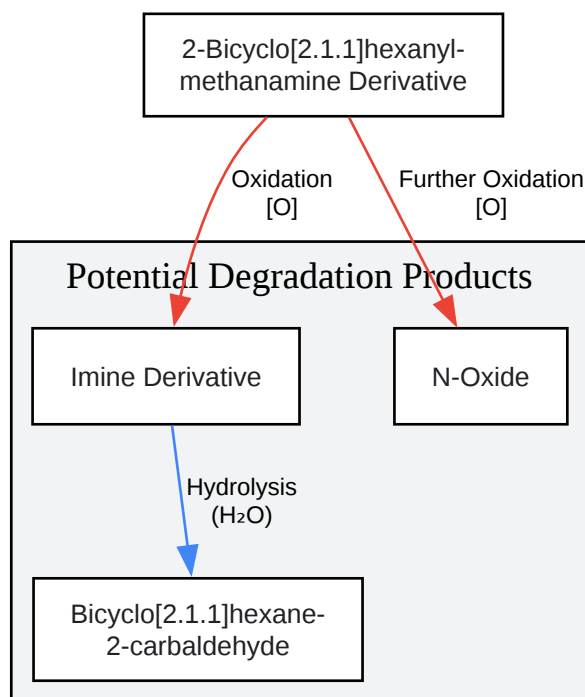 2-Bicyclo[2.1.1]hexanyl-
methanamine Derivative
Oxidation
[O]
Further Oxidation
[O]
Potential Degradation Products
Imine Derivative
N-Oxide
Hydrolysis
(H₂O)
Bicyclo[2.1.1]hexane-
2-carbaldehyde